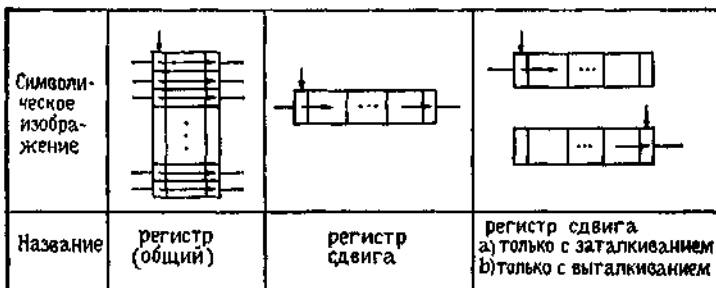 Символи-
ческое
изобра-
жение
...
...
...
Название
регистр
(общий)
регистр
сдвига
регистр сдвига
a) только с заталкиванием
b) только с выталкиванием